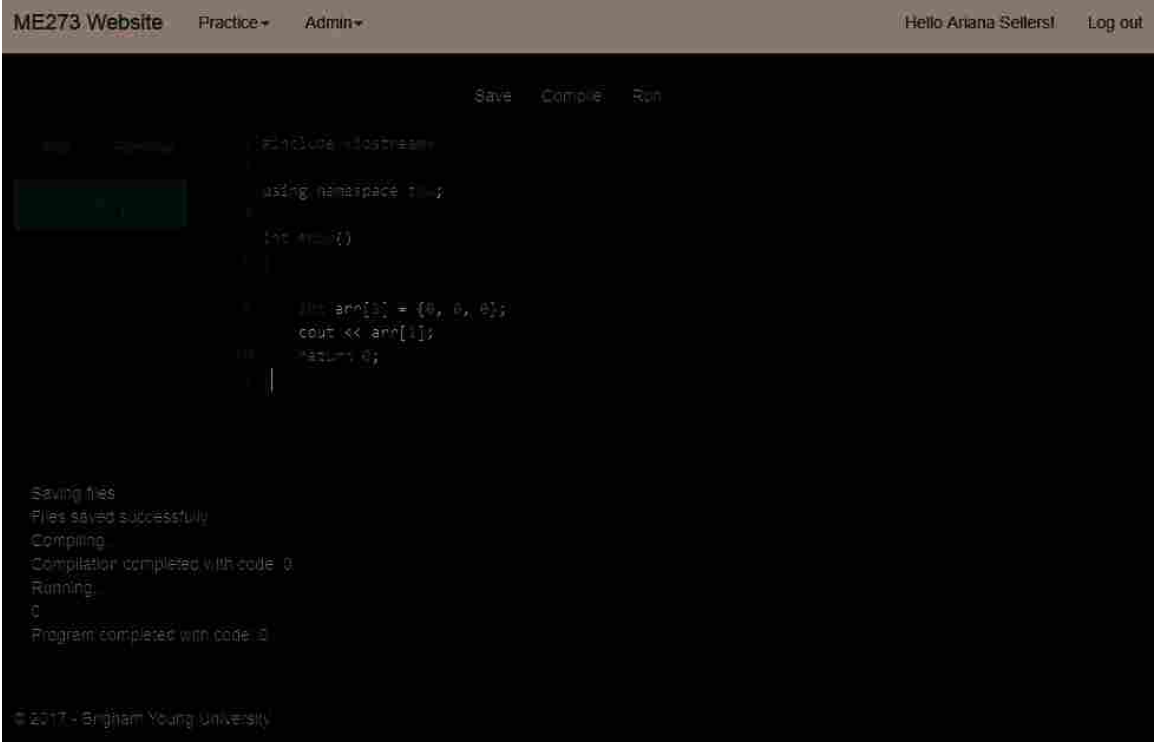 ME273 Website Practice Admin Hello Ariana Sellers! Log out
Save Compile Run
#include <iostream>
using namespace
int main()
{
int arr[3] = {0, 0, 0};
cout << arr[1];
10 return 0;
Saving files
Files saved successfully
Compiling...
Compilation completed with code: 0
Running...
0
Program completed with code: 0
© 2017 - Brigham Young University